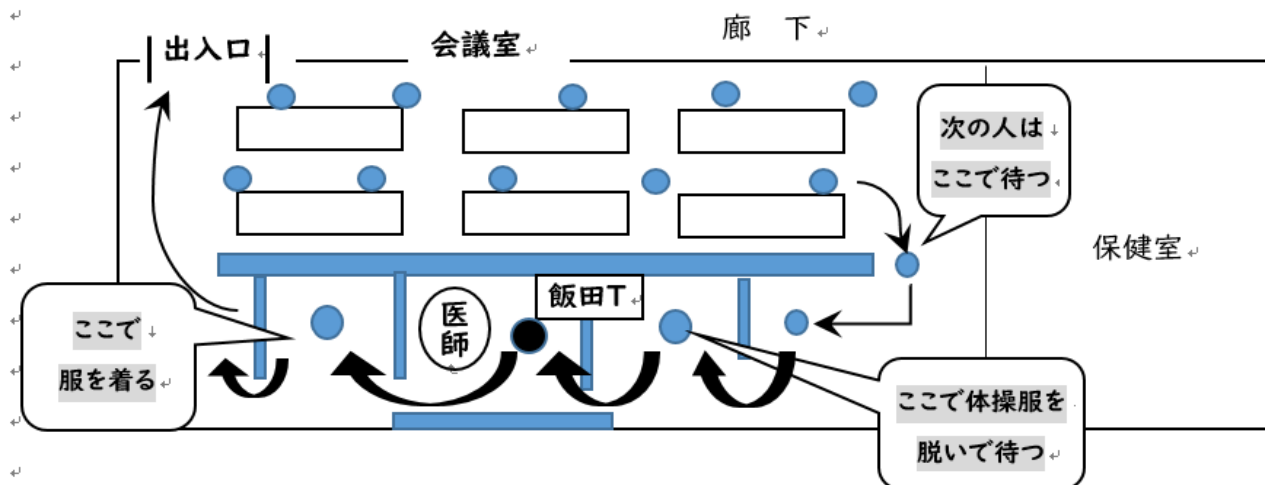 廊　下
出入口
会議室
次の人は
ここで待つ
保健室
飯田T
医師
ここで
服を着る
ここで体操服を
脱いで待つ